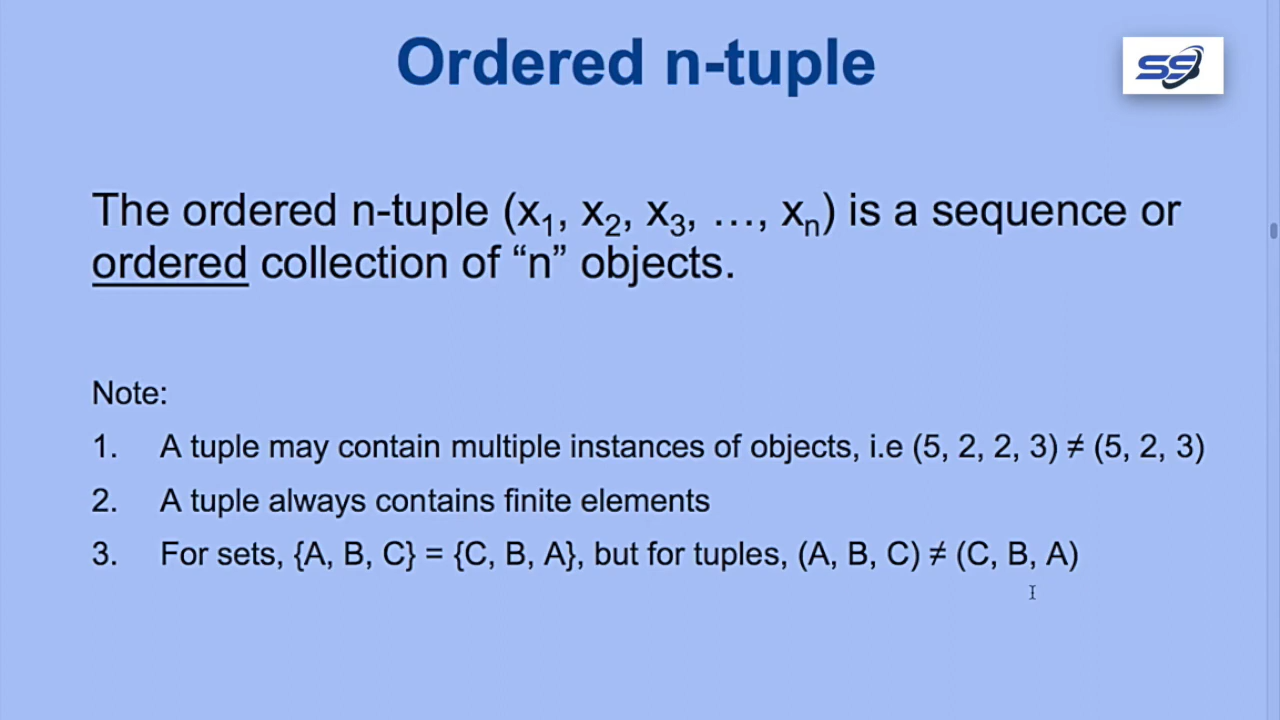 Ordered n-tuple
SS
The ordered n-tuple (x₁, x₂, x₃, …, xₙ) is a sequence or
ordered collection of “n” objects.
Note:
1. A tuple may contain multiple instances of objects, i.e (5, 2, 2, 3) ≠ (5, 2, 3)
2. A tuple always contains finite elements
3. For sets, {A, B, C} = {C, B, A}, but for tuples, (A, B, C) ≠ (C, B, A)